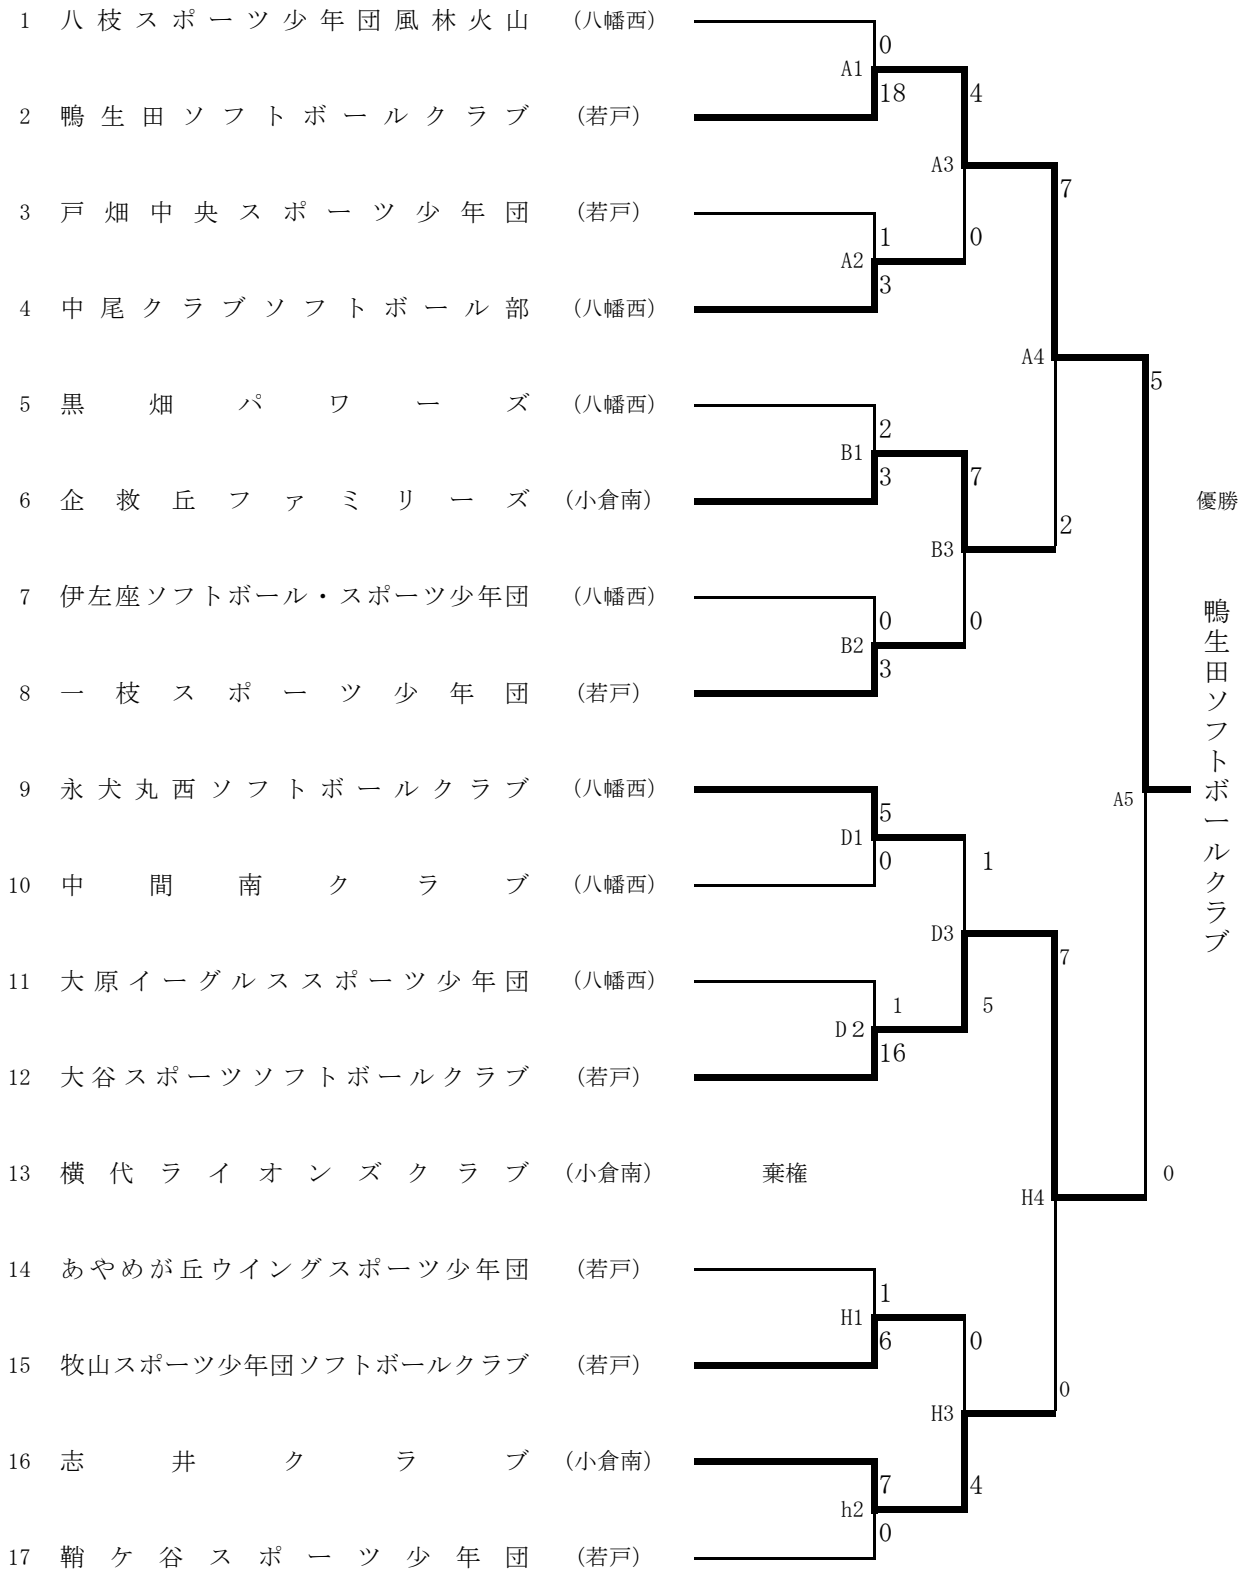 1 八枝スポーツ少年団風林火山 (八幡西)
0
A1
18 4
2 鴨生田ソフトボールクラブ (若戸)
A3
7
3 戸畑中央スポーツ少年団 (若戸)
1 0
A2
3
4 中尾クラブソフトボール部 (八幡西)
A4
5
5 黒畑パワーズ (八幡西)
2
B1
3 7
6 企救丘ファミリーズ (小倉南)
優勝
2
B3
7 伊左座ソフトボール・スポーツ少年団 (八幡西)
0 0
B2
3
8 一枝スポーツ少年団 (若戸)
鴨生田ソフトボールクラブ
9 永犬丸西ソフトボールクラブ (八幡西)
A5
5
D1
0 1
10 中間南クラブ (八幡西)
D3
7
11 大原イーグルススポーツ少年団 (八幡西)
1 5
D2
16
12 大谷スポーツソフトボールクラブ (若戸)
13 横代ライオンズクラブ (小倉南) 棄権
0
H4
14 あやめが丘ウイングスポーツ少年団 (若戸)
1
H1
6 0
15 牧山スポーツ少年団ソフトボールクラブ (若戸)
0
H3
16 志井クラブ (小倉南)
7 4
h2
0
17 鞘ケ谷スポーツ少年団 (若戸)